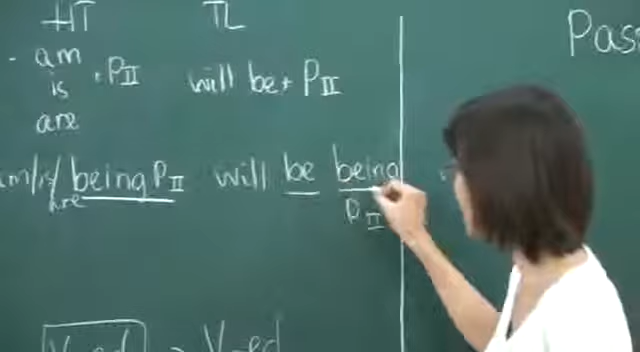 HT TL
Pass
- am
is + PII will be + PII
are
am/is/ being PII will be being
are
PII
V-ed → V-ed